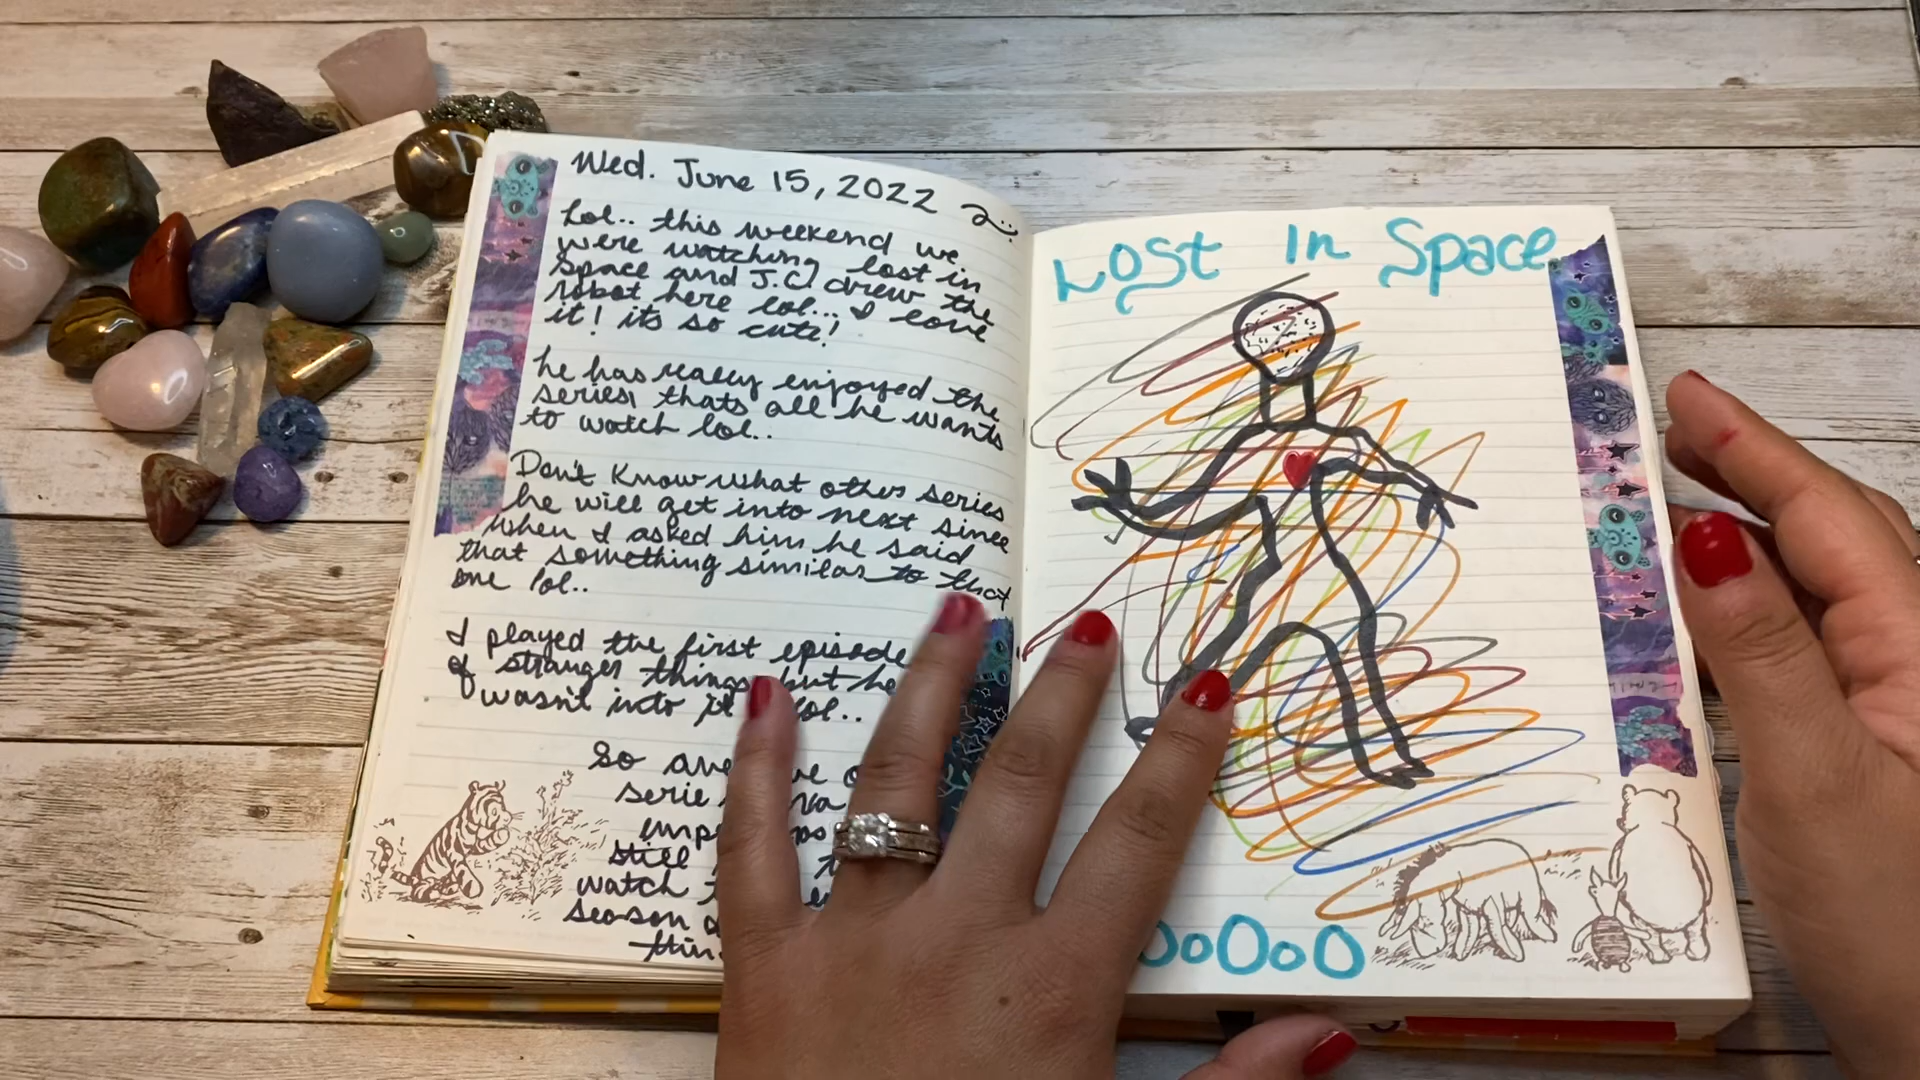 Wed. June 15, 2022
Lol.. this weekend we
were watching lost in
Space and J.C. drew the
robot here lol... I love
it! its so cute!
he has really enjoyed the
series, thats all he wants
to watch lol..
Don't Know what other series
he will get into next since
when I asked him he said
that something similar to that
one lol..
I played the first episode
of stranger things but he
wasn't into it lol..
So
serie
still
watch
season
Lost In Space
oOoO